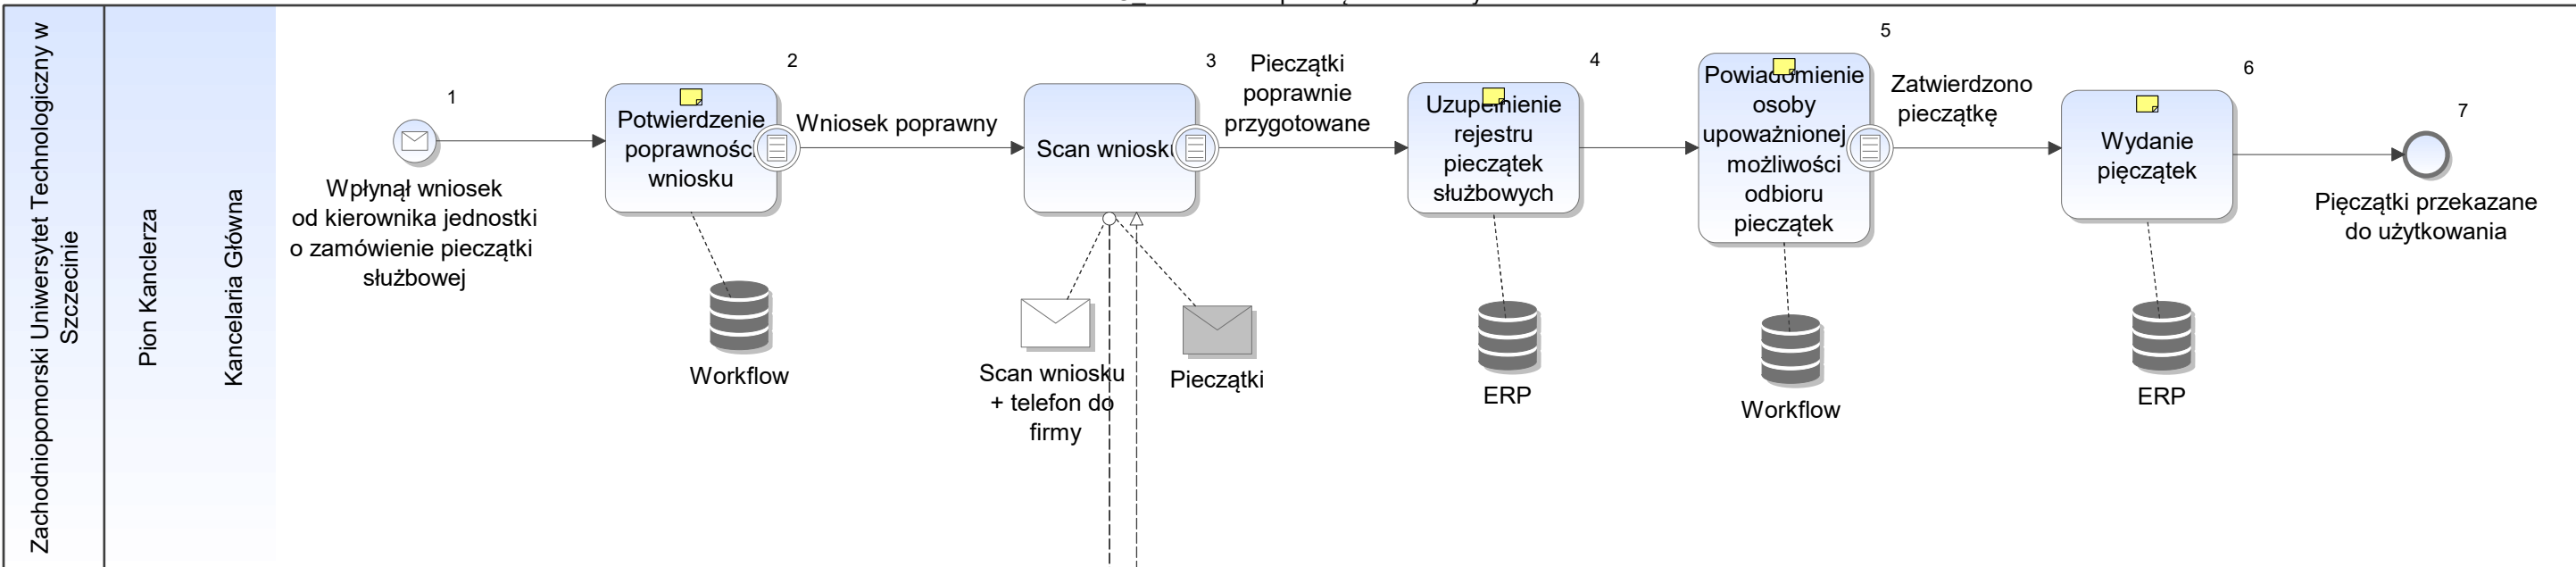 Zachodniopomorski Uniwersytet Technologiczny w
Szczecinie
Pion Kanclerza
Kancelaria Główna
1
Wpłynął wniosek
od kierownika jednostki
o zamówienie pieczątki
służbowej
2
Potwierdzenie
poprawności
wniosku
Workflow
Wniosek poprawny
3
Scan wniosku
Scan wniosku
+ telefon do
firmy
Pieczątki
Pieczątki
poprawnie
przygotowane
4
Uzupełnienie
rejestru
pieczątek
służbowych
ERP
5
Powiadomienie
osoby
upoważnionej
możliwości
odbioru
pieczątek
Workflow
Zatwierdzono
pieczątkę
6
Wydanie
pięczątek
ERP
7
Pięczątki przekazane
do użytkowania